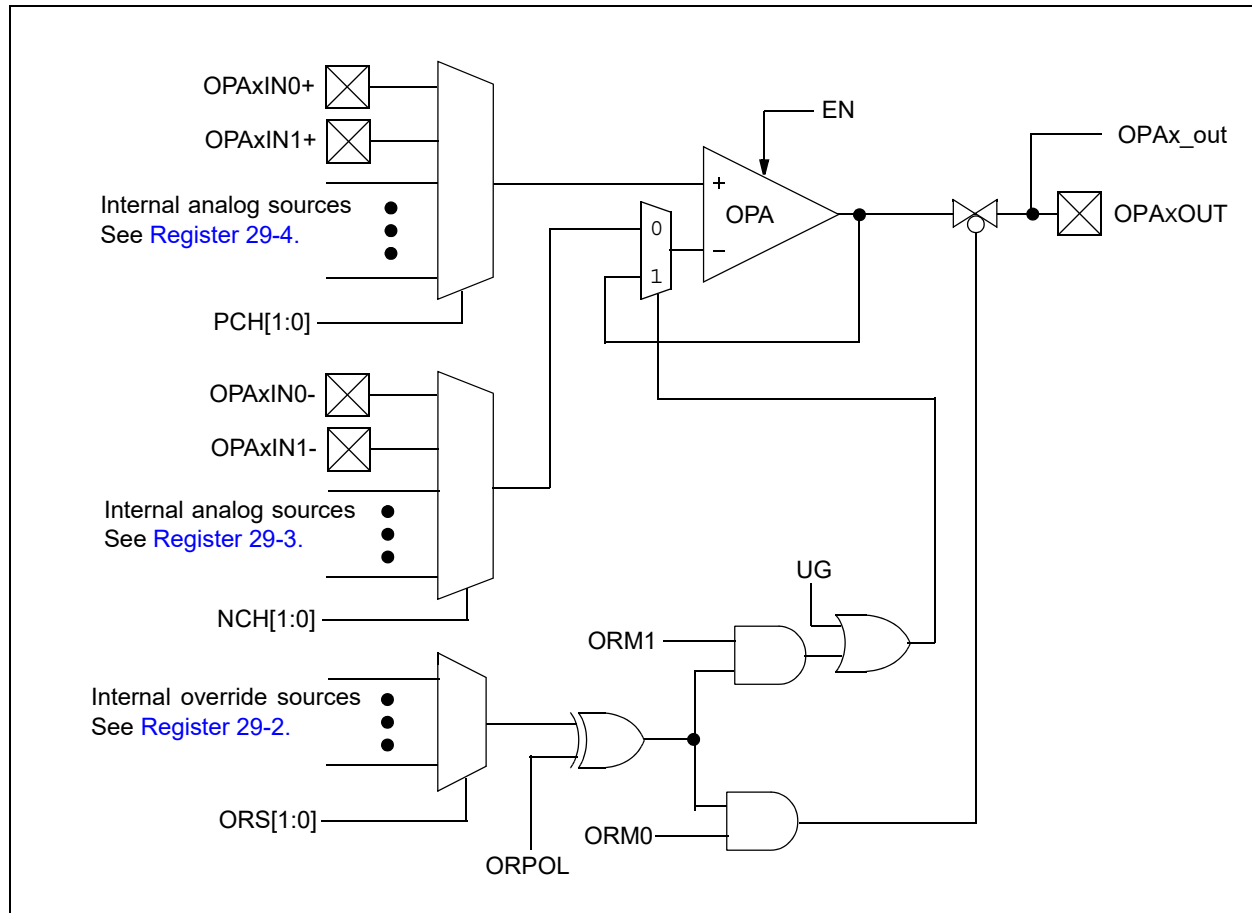 OPAxIN0+
OPAxIN1+
Internal analog sources
See Register 29-4.
PCH[1:0]
EN
+
OPA
−
0
1
OPAx_out
OPAxOUT
OPAxIN0-
OPAxIN1-
Internal analog sources
See Register 29-3.
NCH[1:0]
UG
ORM1
Internal override sources
See Register 29-2.
ORS[1:0]
ORM0
ORPOL